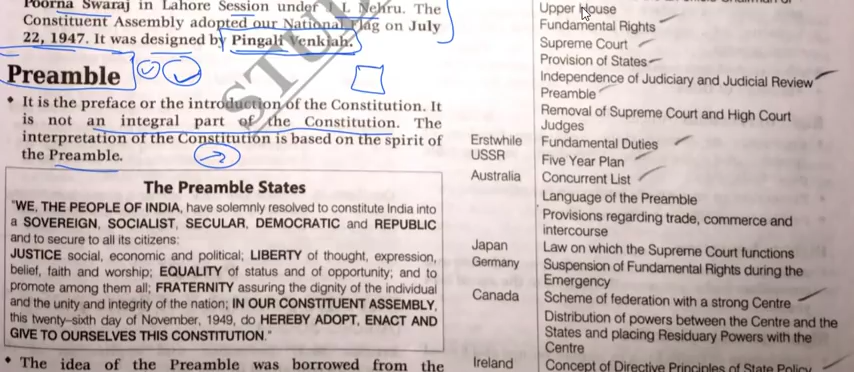 Poorna Swaraj in Lahore Session under J L Nehru. The
Constituent Assembly adopted our National Flag on July
22, 1947. It was designed by Pingali Venkiah.
Preamble
• It is the preface or the introduction of the Constitution. It
is not an integral part of the Constitution. The
interpretation of the Constitution is based on the spirit of
the Preamble.
The Preamble States
"WE, THE PEOPLE OF INDIA, have solemnly resolved to constitute India into
a SOVEREIGN, SOCIALIST, SECULAR, DEMOCRATIC and REPUBLIC
and to secure to all its citizens:
JUSTICE social, economic and political; LIBERTY of thought, expression,
belief, faith and worship; EQUALITY of status and of opportunity; and to
promote among them all; FRATERNITY assuring the dignity of the individual
and the unity and integrity of the nation; IN OUR CONSTITUENT ASSEMBLY,
this twenty-sixth day of November, 1949, do HEREBY ADOPT, ENACT AND
GIVE TO OURSELVES THIS CONSTITUTION."
• The idea of the Preamble was borrowed from the
Upper House
Fundamental Rights
Supreme Court
Provision of States
Independence of Judiciary and Judicial Review
Preamble
Removal of Supreme Court and High Court
Judges
Erstwhile Fundamental Duties
USSR Five Year Plan
Australia Concurrent List
Language of the Preamble
Provisions regarding trade, commerce and
intercourse
Japan Law on which the Supreme Court functions
Germany Suspension of Fundamental Rights during the
Emergency
Canada Scheme of federation with a strong Centre
Distribution of powers between the Centre and the
States and placing Residuary Powers with the
Centre
Ireland Concept of Directive Principles of State Policy